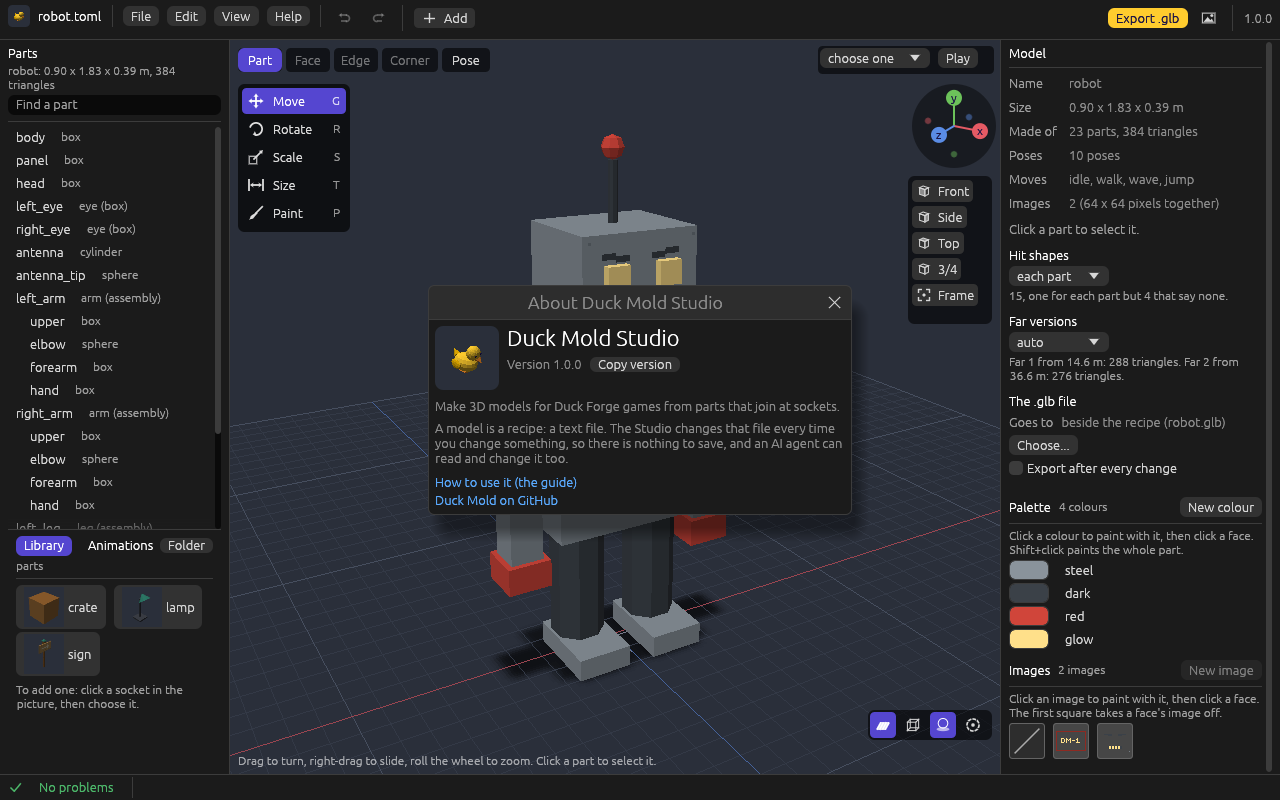 robot.toml
File
Edit
View
Help
Add
Export .glb
1.0.0
Parts
robot: 0.90 x 1.83 x 0.39 m, 384
triangles
Find a part
body box
panel box
head box
left_eye eye (box)
right_eye eye (box)
antenna cylinder
antenna_tip sphere
left_arm arm (assembly)
upper box
elbow sphere
forearm box
hand box
right_arm arm (assembly)
upper box
elbow sphere
forearm box
hand box
left_leg leg (assembly)
Library
Animations
Folder
parts
crate
lamp
sign
To add one: click a socket in the
picture, then choose it.
Part
Face
Edge
Corner
Pose
Move G
Rotate R
Scale S
Size T
Paint P
choose one
Play
y
x
z
Front
Side
Top
3/4
Frame
About Duck Mold Studio
Duck Mold Studio
Version 1.0.0
Copy version
Make 3D models for Duck Forge games from parts that join at sockets.
A model is a recipe: a text file. The Studio changes that file every time
you change something, so there is nothing to save, and an AI agent can
read and change it too.
How to use it (the guide)
Duck Mold on GitHub
Drag to turn, right-drag to slide, roll the wheel to zoom. Click a part to select it.
Model
Name robot
Size 0.90 x 1.83 x 0.39 m
Made of 23 parts, 384 triangles
Poses 10 poses
Moves idle, walk, wave, jump
Images 2 (64 x 64 pixels together)
Click a part to select it.
Hit shapes
each part
15, one for each part but 4 that say none.
Far versions
auto
Far 1 from 14.6 m: 288 triangles. Far 2 from
36.6 m: 276 triangles.
The .glb file
Goes to beside the recipe (robot.glb)
Choose...
Export after every change
Palette 4 colours
New colour
Click a colour to paint with it, then click a face.
Shift+click paints the whole part.
steel
dark
red
glow
Images 2 images
New image
Click an image to paint with it, then click a face.
The first square takes a face's image off.
DM-1
No problems